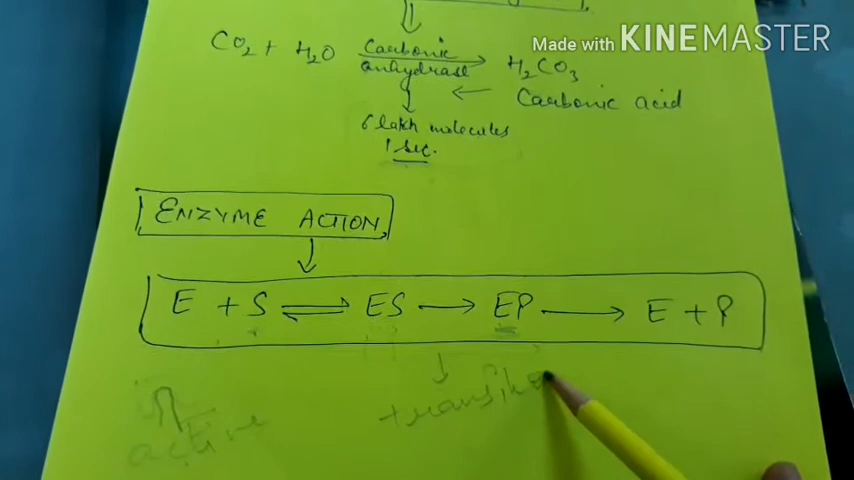 Made with KINEMASTER
CO2 + H2O Carbonic anhydrase → H2CO3
← Carbonic acid
6 lakh molecules
1 sec.
ENZYME ACTION
E + S ⇌ ES → EP → E + P
active